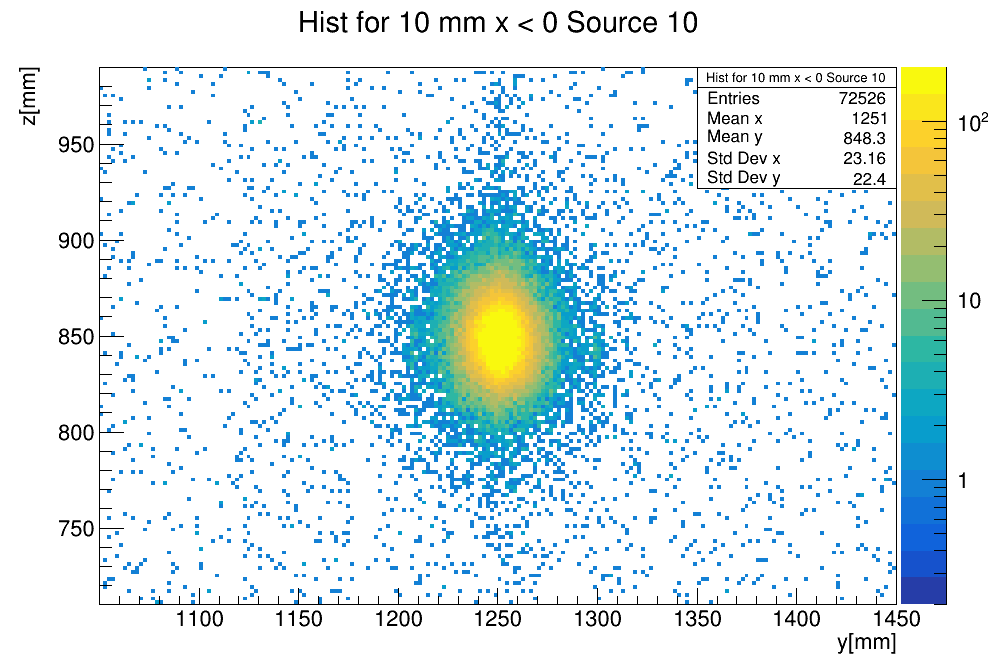 Hist for 10 mm x < 0 Source 10
z[mm]
Hist for 10 mm x < 0 Source 10
Entries 72526
Mean x 1251
Mean y 848.3
Std Dev x 23.16
Std Dev y 22.4
950
900
850
800
750
10²
10
1
1100 1150 1200 1250 1300 1350 1400 1450
y[mm]